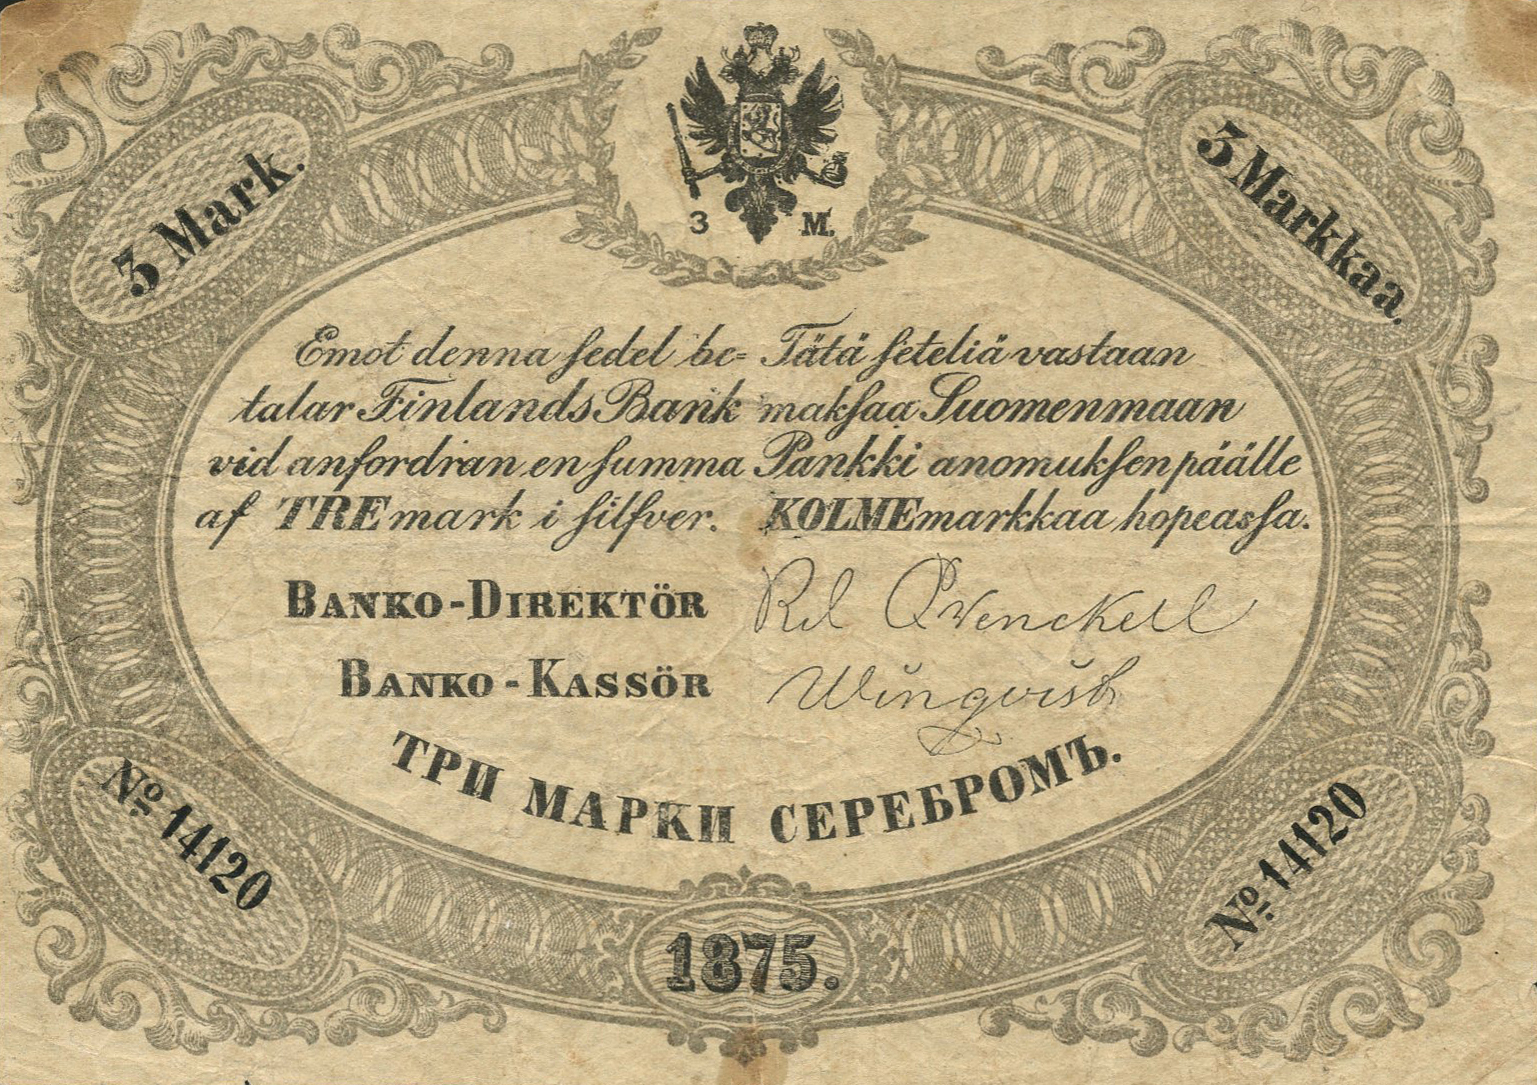 3 Mark.
3 Markkaa.
3 M.
Emot denna sedel be= Tätä seteliä vastaan
talar Finlands Bank maksaa Suomenmaan
vid anfordran en summa Pankki anomuksen päälle
af TRE mark i silfver. KOLME markkaa hopeassa.
BANKO-DIREKTÖR
BANKO-KASSÖR Wingvist
ТРИ МАРКИ СЕРЕБРОМЪ.
No 14120
No 14120
1875.